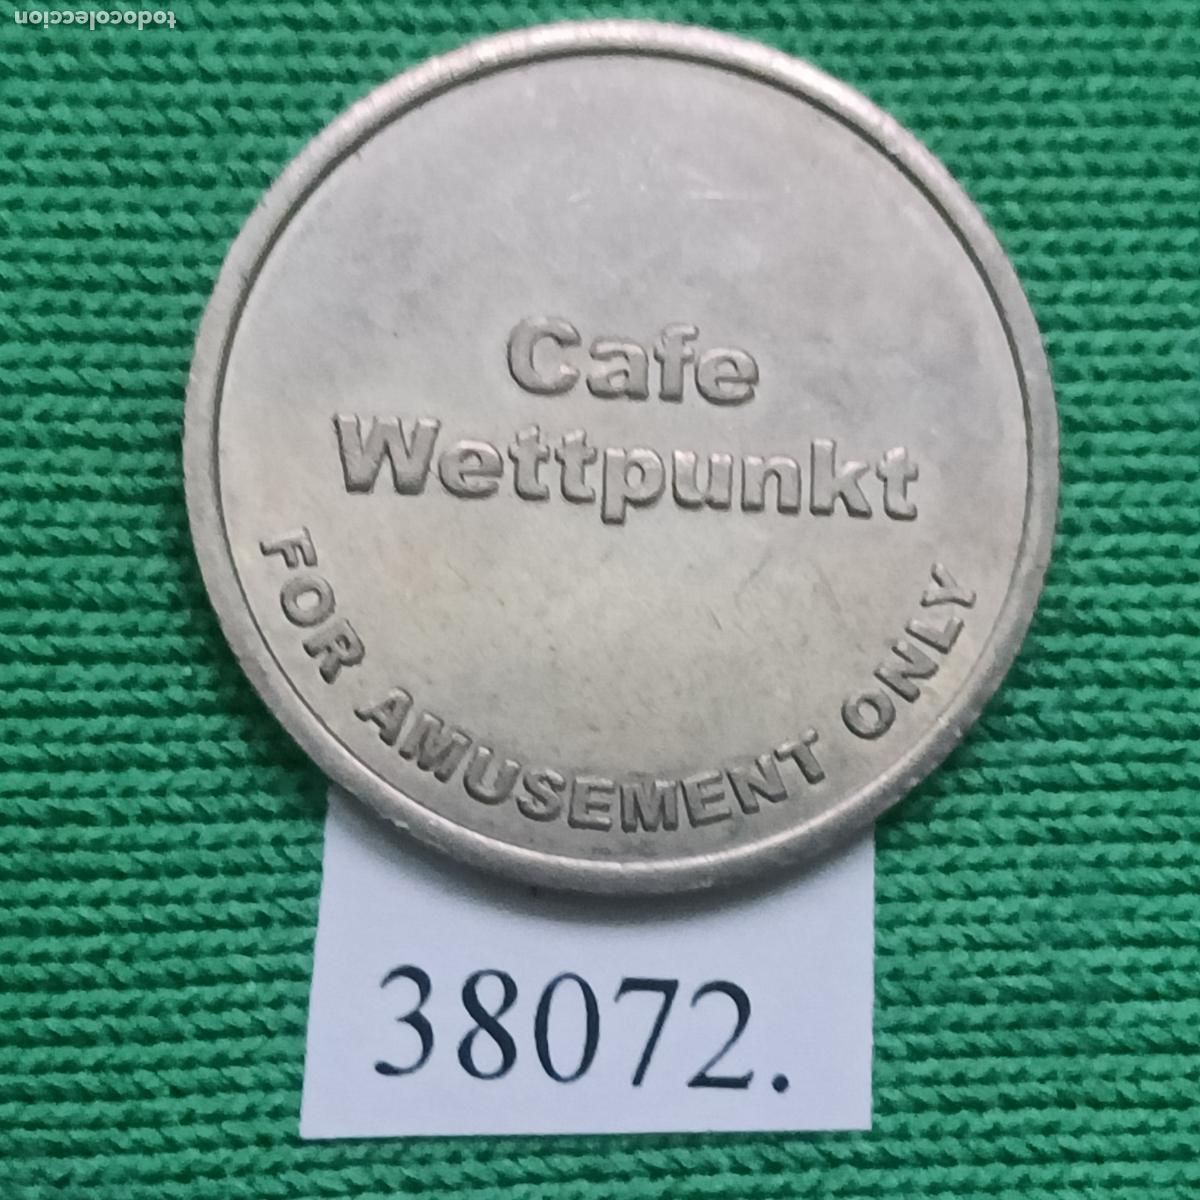 todocoleccion
Cafe
Wettpunkt
FOR AMUSEMENT ONLY
38072.